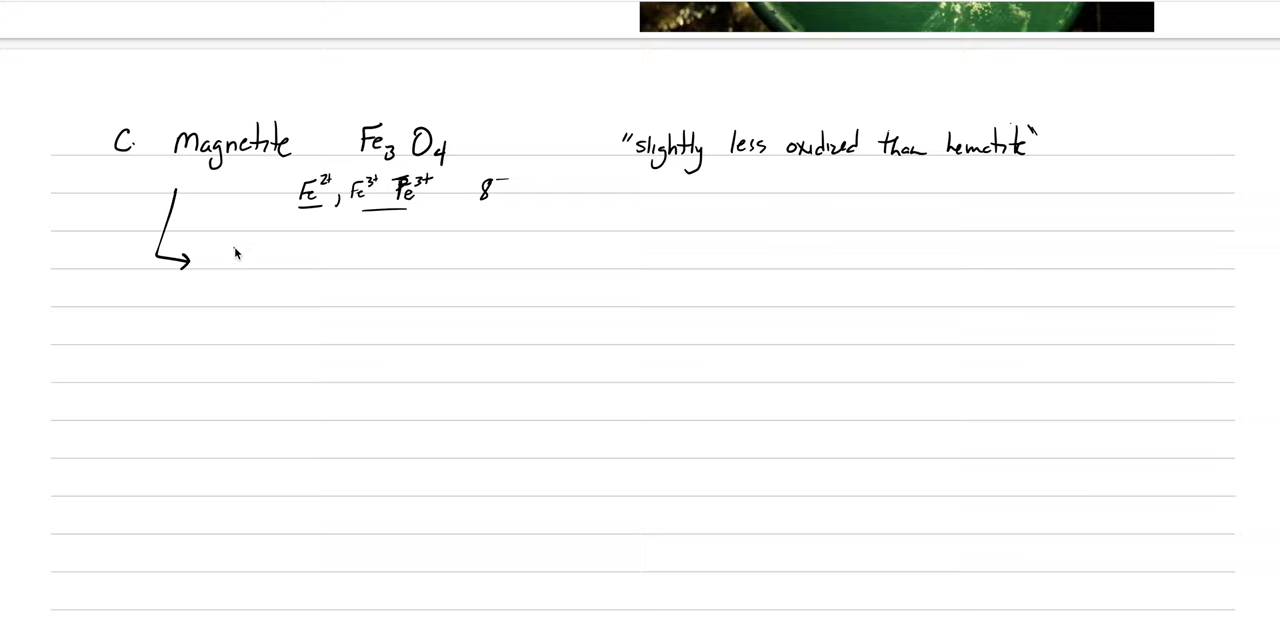 C. Magnetite Fe₃ O₄ "slightly less oxidized than hematite"
Fe²⁺, Fe³⁺ Fe³⁺ 8⁻